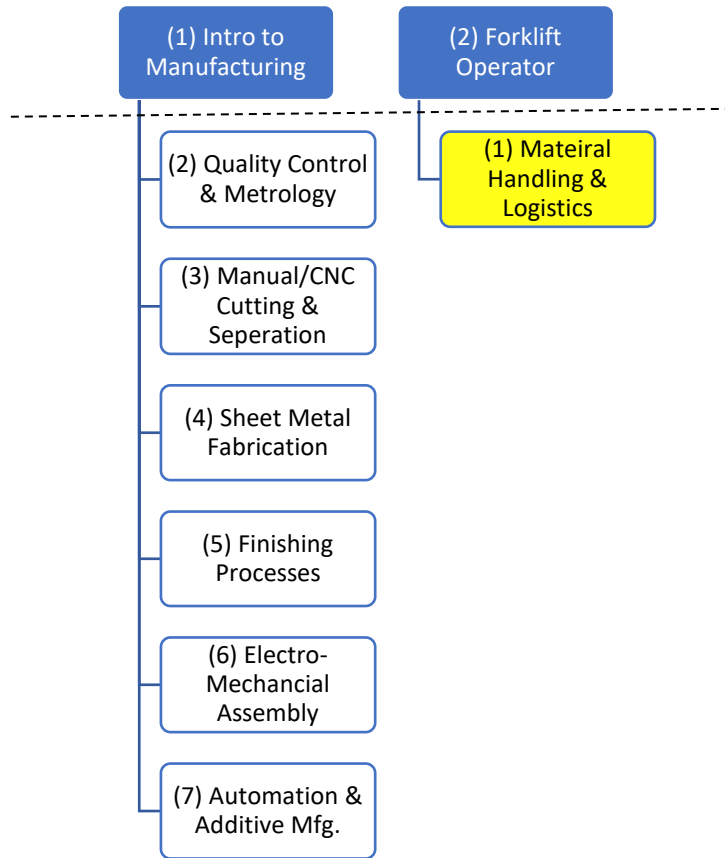 (1) Intro to
Manufacturing
(2) Forklift
Operator
(2) Quality Control
& Metrology
(1) Mateiral
Handling &
Logistics
(3) Manual/CNC
Cutting &
Seperation
(4) Sheet Metal
Fabrication
(5) Finishing
Processes
(6) Electro-
Mechancial
Assembly
(7) Automation &
Additive Mfg.